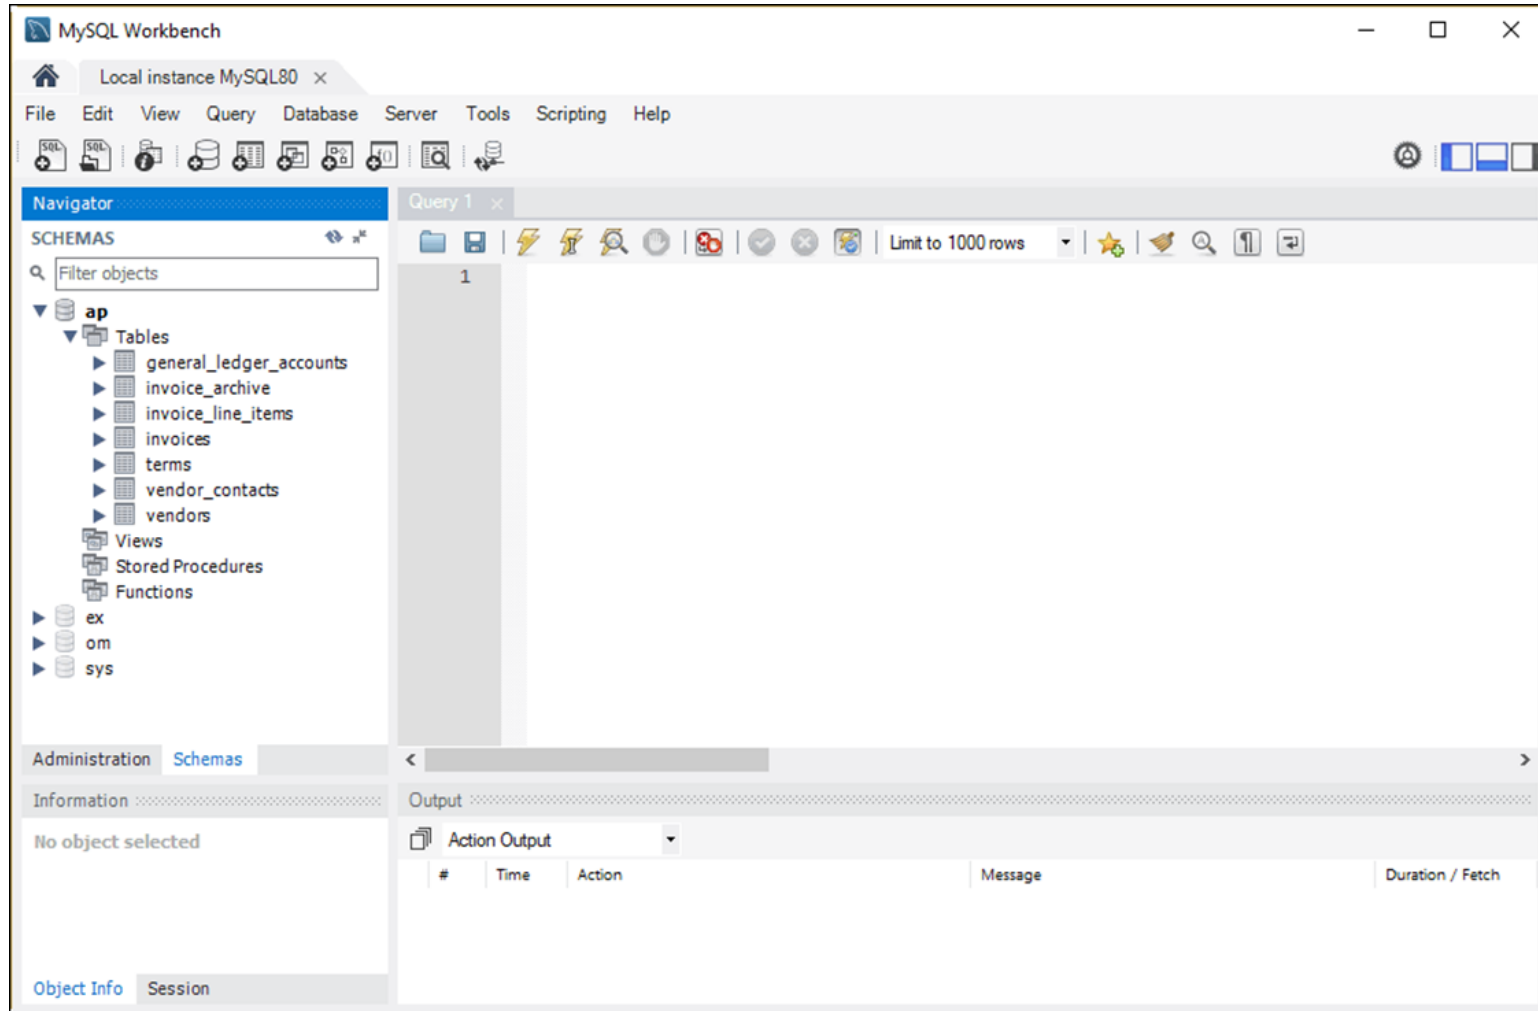 MySQL Workbench
Local instance MySQL80
File Edit View Query Database Server Tools Scripting Help
SQL SQL
Navigator
SCHEMAS
Filter objects
ap
Tables
general_ledger_accounts
invoice_archive
invoice_line_items
invoices
terms
vendor_contacts
vendors
Views
Stored Procedures
Functions
ex
om
sys
Administration Schemas
Information
No object selected
Object Info Session
Query 1
Limit to 1000 rows
1
Output
Action Output
# Time Action Message Duration / Fetch